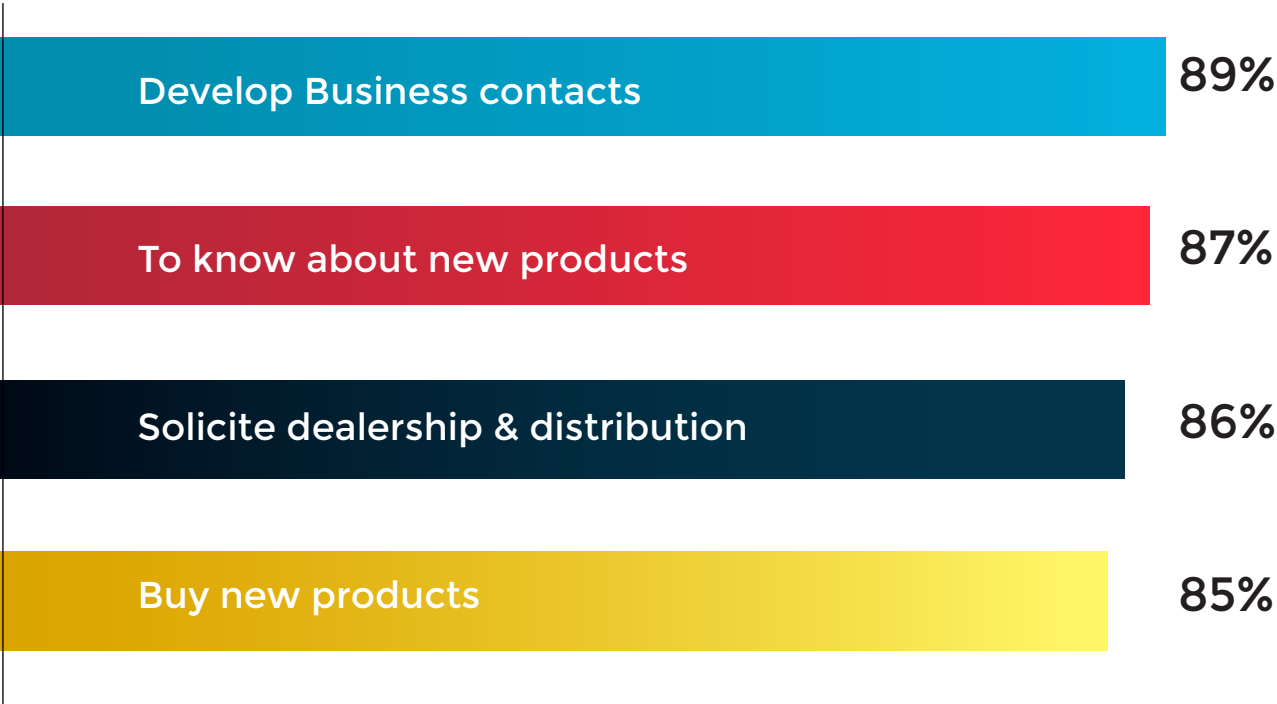 Develop Business contacts 89%
To know about new products 87%
Solicite dealership & distribution 86%
Buy new products 85%